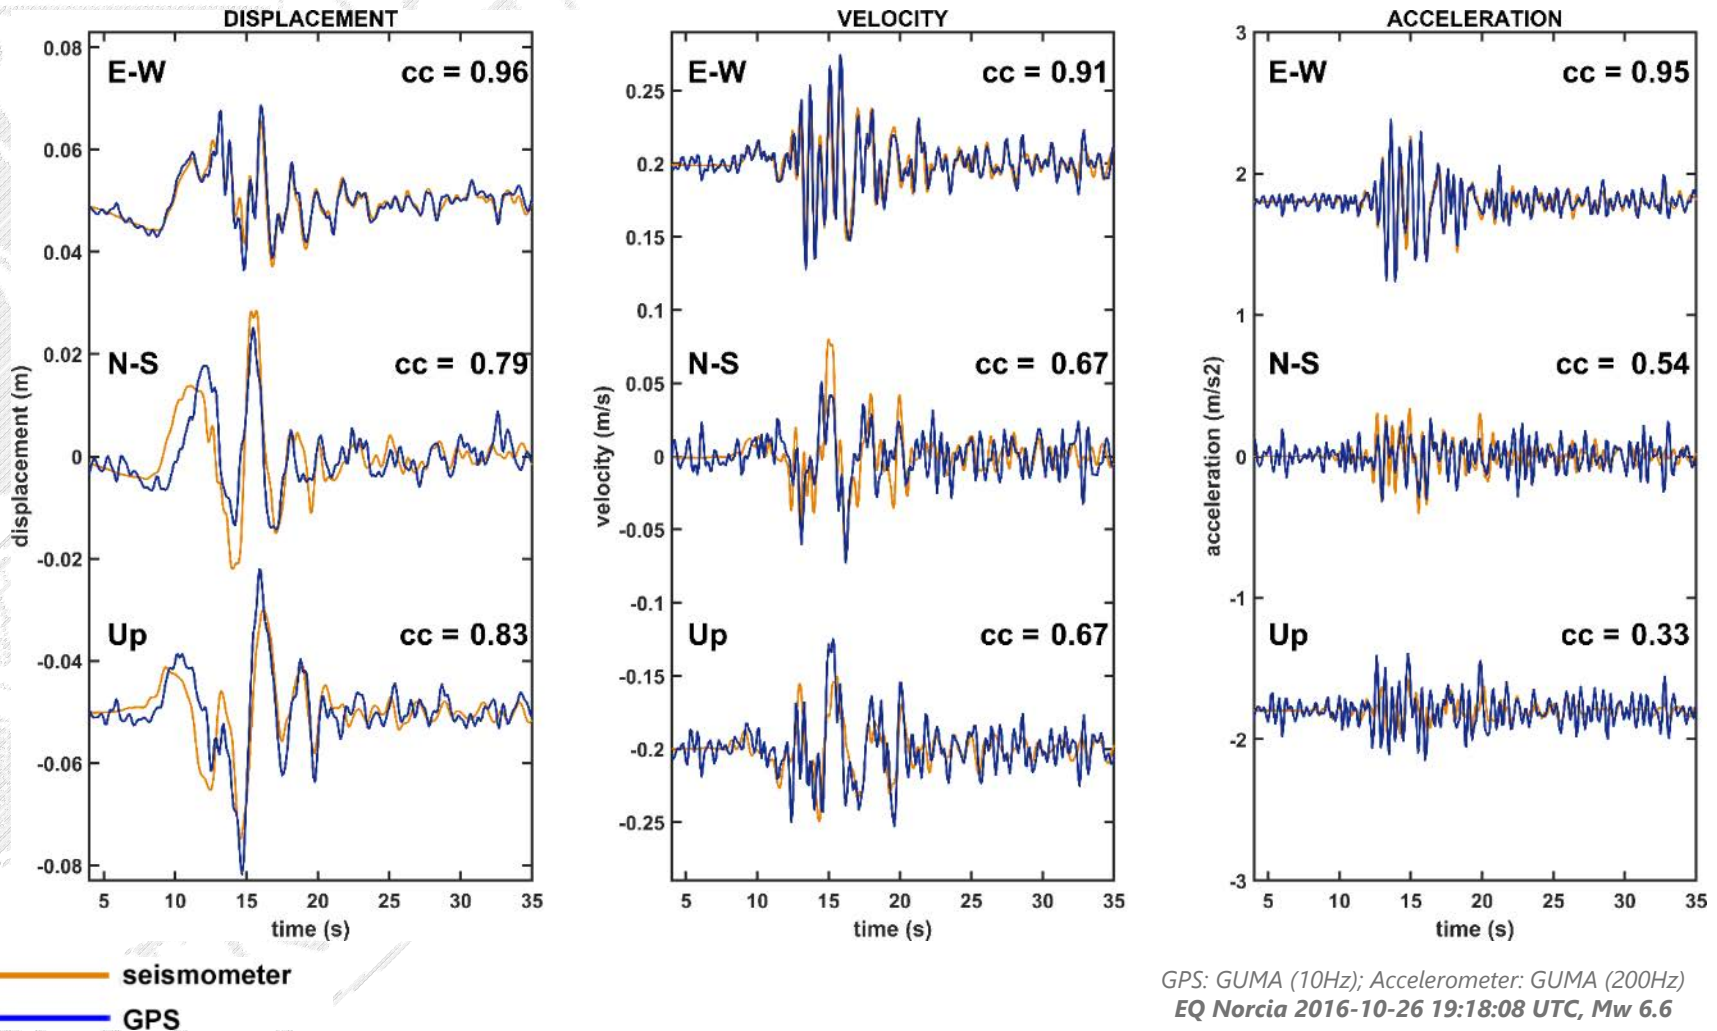 DISPLACEMENT
E-W
cc = 0.96
N-S
cc = 0.79
Up
cc = 0.83
0.08
0.06
0.04
0.02
0
-0.02
-0.04
-0.06
-0.08
displacement (m)
5 10 15 20 25 30 35
time (s)
VELOCITY
E-W
cc = 0.91
N-S
cc = 0.67
Up
cc = 0.67
0.25
0.2
0.15
0.1
0.05
0
-0.05
-0.1
-0.15
-0.2
-0.25
velocity (m/s)
5 10 15 20 25 30 35
time (s)
ACCELERATION
E-W
cc = 0.95
N-S
cc = 0.54
Up
cc = 0.33
3
2
1
0
-1
-2
-3
acceleration (m/s2)
5 10 15 20 25 30 35
time (s)
seismometer
GPS
GPS: GUMA (10Hz); Accelerometer: GUMA (200Hz)
EQ Norcia 2016-10-26 19:18:08 UTC, Mw 6.6